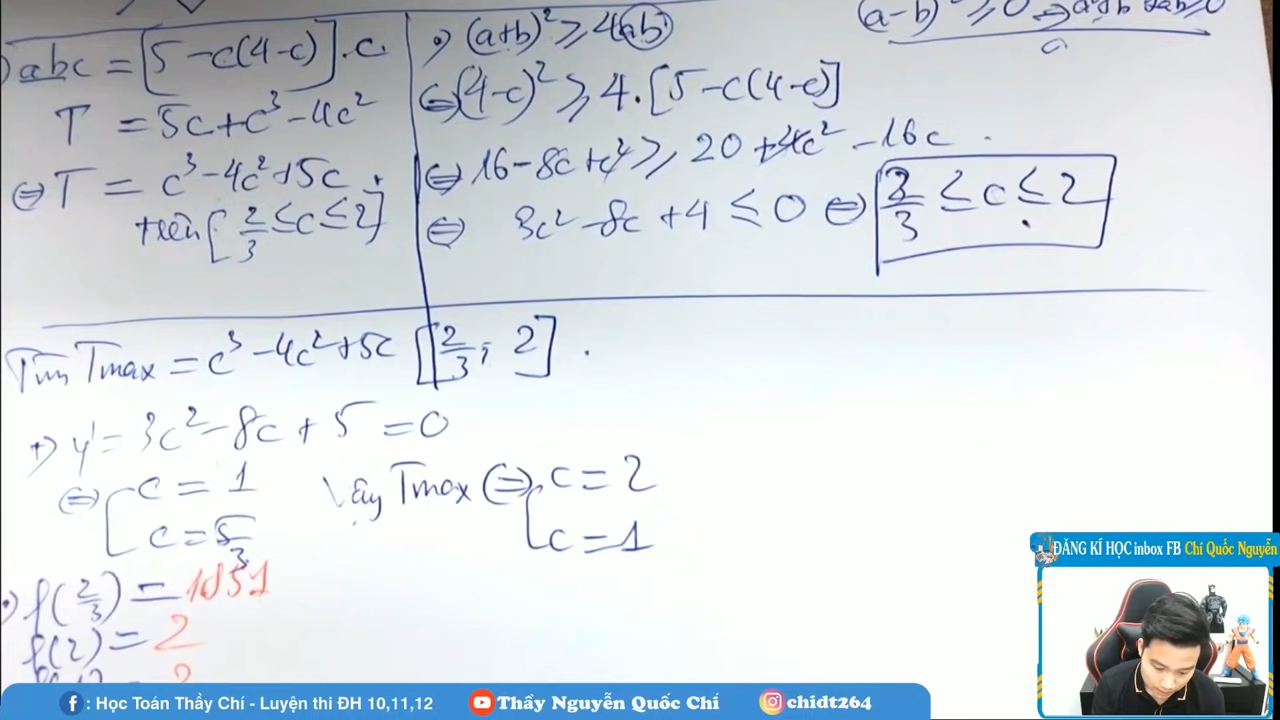 abc = [5 - c(4-c)].c
T = 5c + c³ - 4c²
⇔ T = c³ - 4c² + 5c
trên [2/3 ≤ c ≤ 2]
(a+b)² ≥ 4ab
⇔ (4-c)² ≥ 4.[5 - c(4-c)]
⇔ 16 - 8c + c² ≥ 20 + 4c² - 16c
⇔ 3c² - 8c + 4 ≤ 0 ⇔ 2/3 ≤ c ≤ 2
(a-b)² ≥ 0
Tìm Tmax = c³ - 4c² + 5c [2/3; 2].
+) y' = 3c² - 8c + 5 = 0
⇔ [c = 1
c = 5/3
Vậy Tmax ⇔ [c = 2
c = 1
f(2/3) = 1851
f(2) = 2
ĐĂNG KÍ HỌC inbox FB Chí Quốc Nguyễn
: Học Toán Thầy Chí - Luyện thi ĐH 10,11,12
Thầy Nguyễn Quốc Chí
chidt264